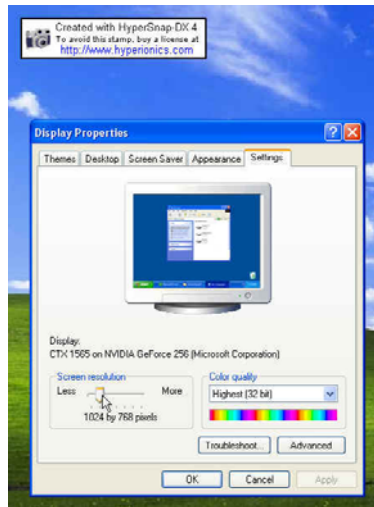 Created with HyperSnap-DX 4
To avoid this stamp, buy a license at
http://www.hyperionics.com
Display Properties
Themes Desktop Screen Saver Appearance Settings
Display:
CTX 1565 on NVIDIA GeForce 256 (Microsoft Corporation)
Screen resolution Color quality
Less More Highest (32 bit)
1024 by 768 pixels
Troubleshoot... Advanced
OK Cancel Apply